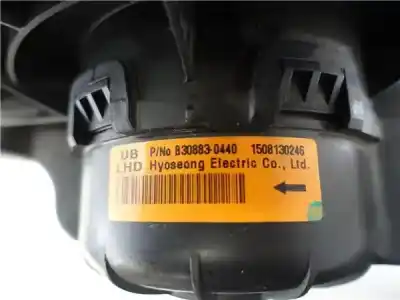 UB P/No B30883-0440 1508130246
LHD Hyoseong Electric Co., Ltd.